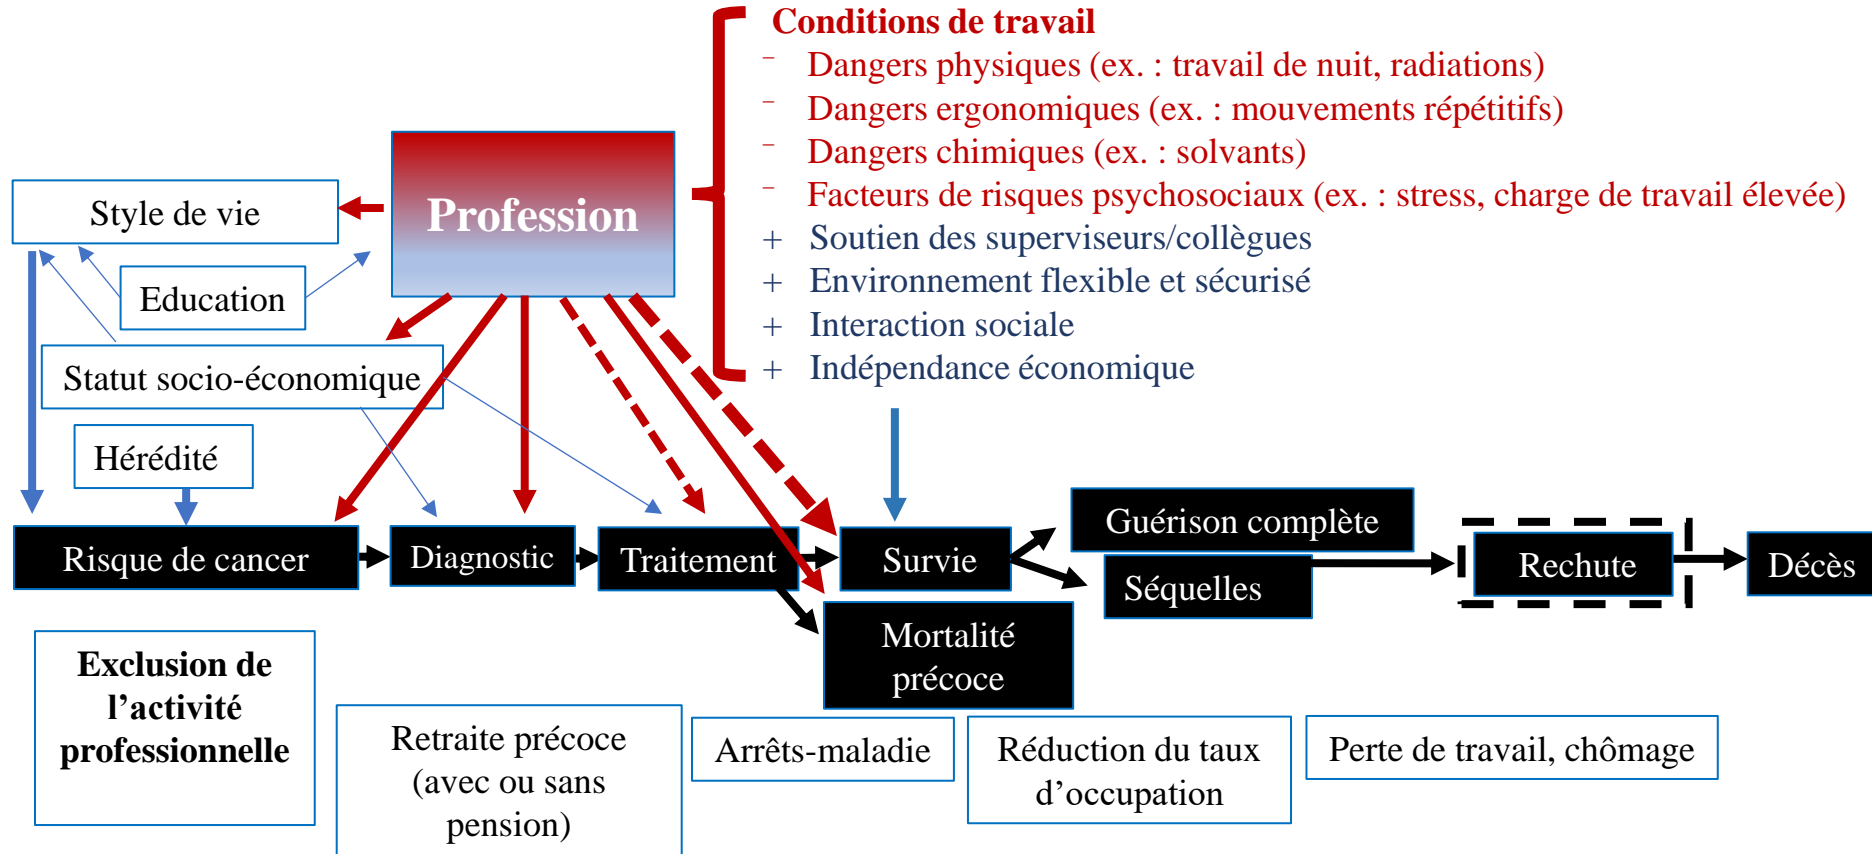 Conditions de travail
- Dangers physiques (ex. : travail de nuit, radiations)
- Dangers ergonomiques (ex. : mouvements répétitifs)
- Dangers chimiques (ex. : solvants)
- Facteurs de risques psychosociaux (ex. : stress, charge de travail élevée)
+ Soutien des superviseurs/collègues
+ Environnement flexible et sécurisé
+ Interaction sociale
+ Indépendance économique
Profession
Style de vie
Education
Statut socio-économique
Hérédité
Risque de cancer
Diagnostic
Traitement
Survie
Guérison complète
Séquelles
Rechute
Décès
Mortalité
précoce
Exclusion de
l’activité
professionnelle
Retraite précoce
(avec ou sans
pension)
Arrêts-maladie
Réduction du taux
d’occupation
Perte de travail, chômage